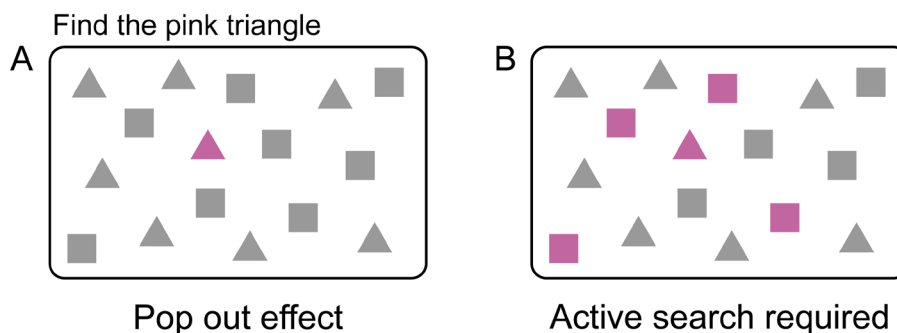 Find the pink triangle
A
B
Pop out effect
Active search required